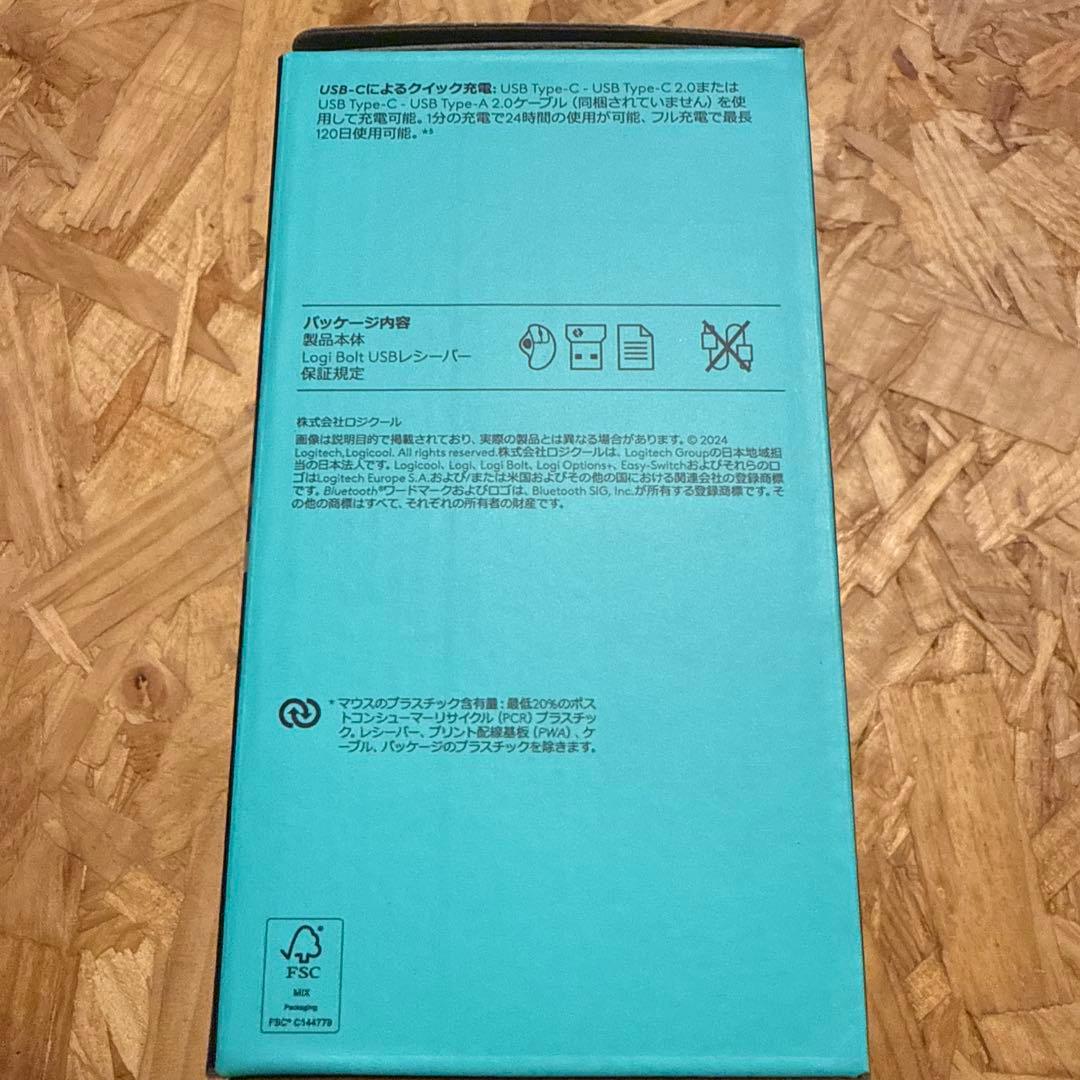 USB-Cによるクイック充電: USB Type-C - USB Type-C 2.0または
USB Type-C - USB Type-A 2.0ケーブル（同梱されていません）を使
用して充電可能。1分の充電で24時間の使用が可能、フル充電で最長
120日使用可能。*⁵
パッケージ内容
製品本体
Logi Bolt USBレシーバー
保証規定
株式会社ロジクール
画像は説明目的で掲載されており、実際の製品とは異なる場合があります。© 2024
Logitech,Logicool. All rights reserved.株式会社ロジクールは、Logitech Groupの日本地域担
当の日本法人です。Logicool、Logi、Logi Bolt、Logi Options+、Easy-Switchおよびそれらのロ
ゴはLogitech Europe S.A.および/または米国およびその他の国における関連会社の登録商標
です。Bluetooth®ワードマークおよびロゴは、Bluetooth SIG, Inc.が所有する登録商標です。そ
の他の商標はすべて、それぞれの所有者の財産です。
* マウスのプラスチック含有量：最低20%のポス
トコンシューマーリサイクル（PCR）プラスチッ
ク。レシーバー、プリント配線基板（PWA）、ケ
ーブル、パッケージのプラスチックを除きます。
FSC
MIX
Packaging
FSC® C144779